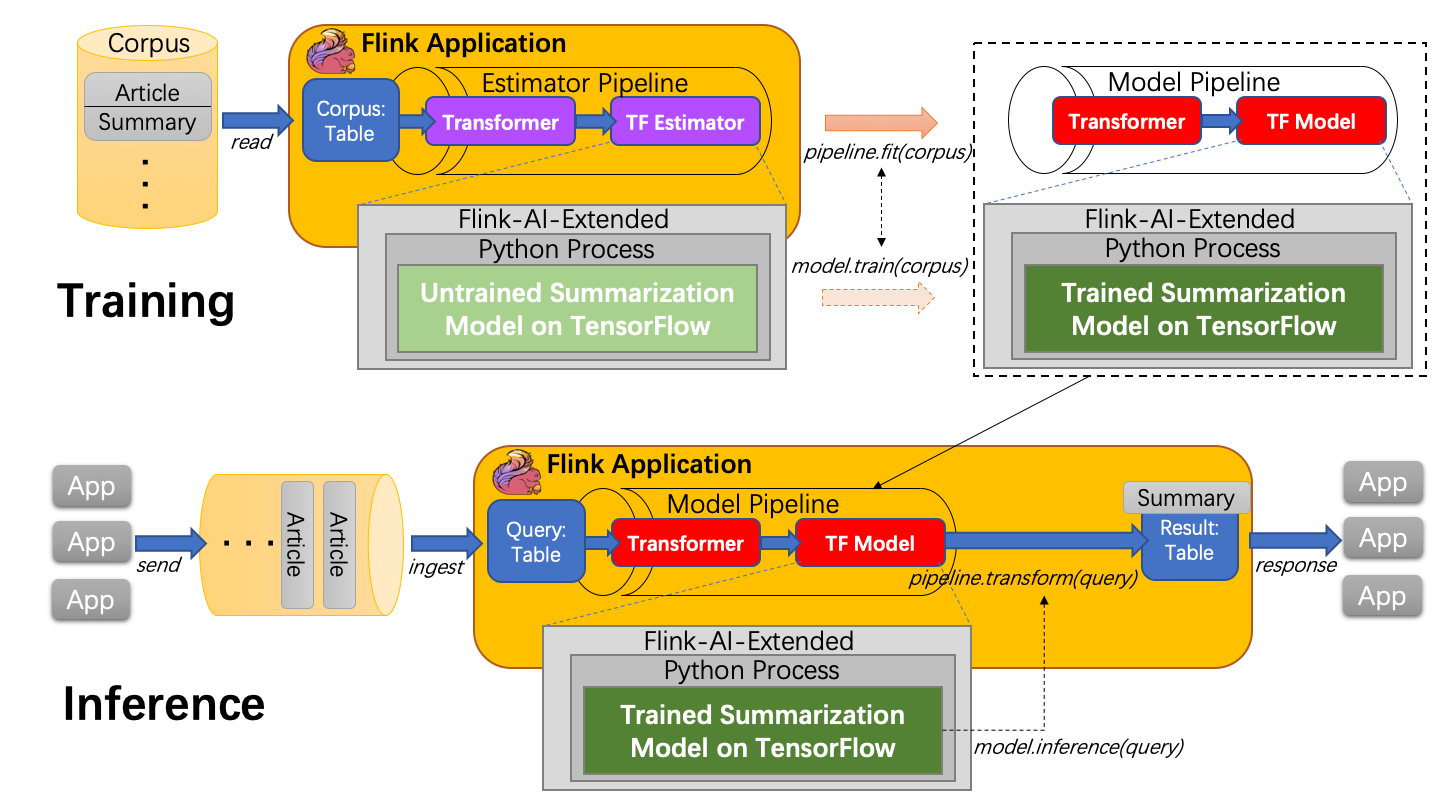 Corpus
Article
Summary
read
Flink Application
Estimator Pipeline
Corpus:
Table
Transformer
TF Estimator
Flink-AI-Extended
Python Process
Untrained Summarization
Model on TensorFlow
pipeline.fit(corpus)
model.train(corpus)
Model Pipeline
Transformer
TF Model
Flink-AI-Extended
Python Process
Trained Summarization
Model on TensorFlow
Training
App
App
App
send
Article
Article
ingest
Flink Application
Model Pipeline
Query:
Table
Transformer
TF Model
pipeline.transform(query)
Summary
Result:
Table
response
App
App
App
Flink-AI-Extended
Python Process
Trained Summarization
Model on TensorFlow
model.inference(query)
Inference